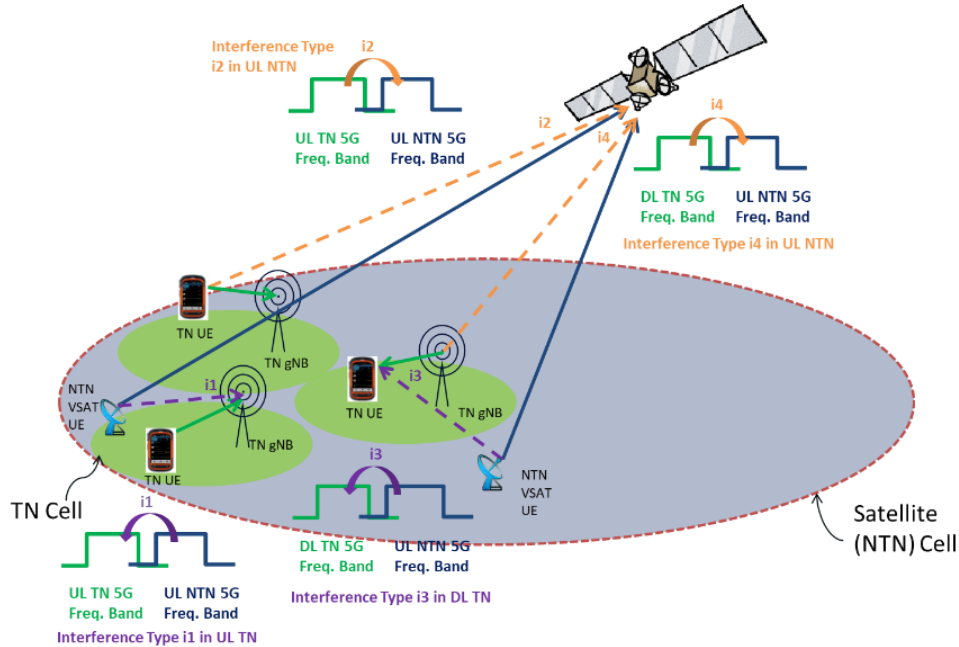 Interference Type
i2 in UL NTN
i2
UL TN 5G
Freq. Band
UL NTN 5G
Freq. Band
i2
i4
i4
DL TN 5G
Freq. Band
UL NTN 5G
Freq. Band
Interference Type i4 in UL NTN
TN UE
TN gNB
NTN
VSAT
UE
i1
TN gNB
TN UE
i3
TN UE
TN gNB
NTN
VSAT
UE
TN Cell
i1
UL TN 5G
Freq. Band
UL NTN 5G
Freq. Band
Interference Type i1 in UL TN
i3
DL TN 5G
Freq. Band
UL NTN 5G
Freq. Band
Interference Type i3 in DL TN
Satellite
(NTN) Cell